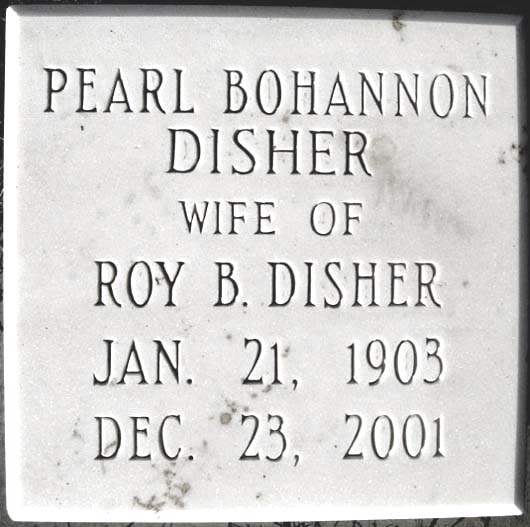 PEARL BOHANNON
DISHER
WIFE OF
ROY B. DISHER
JAN. 21, 1903
DEC. 23, 2001